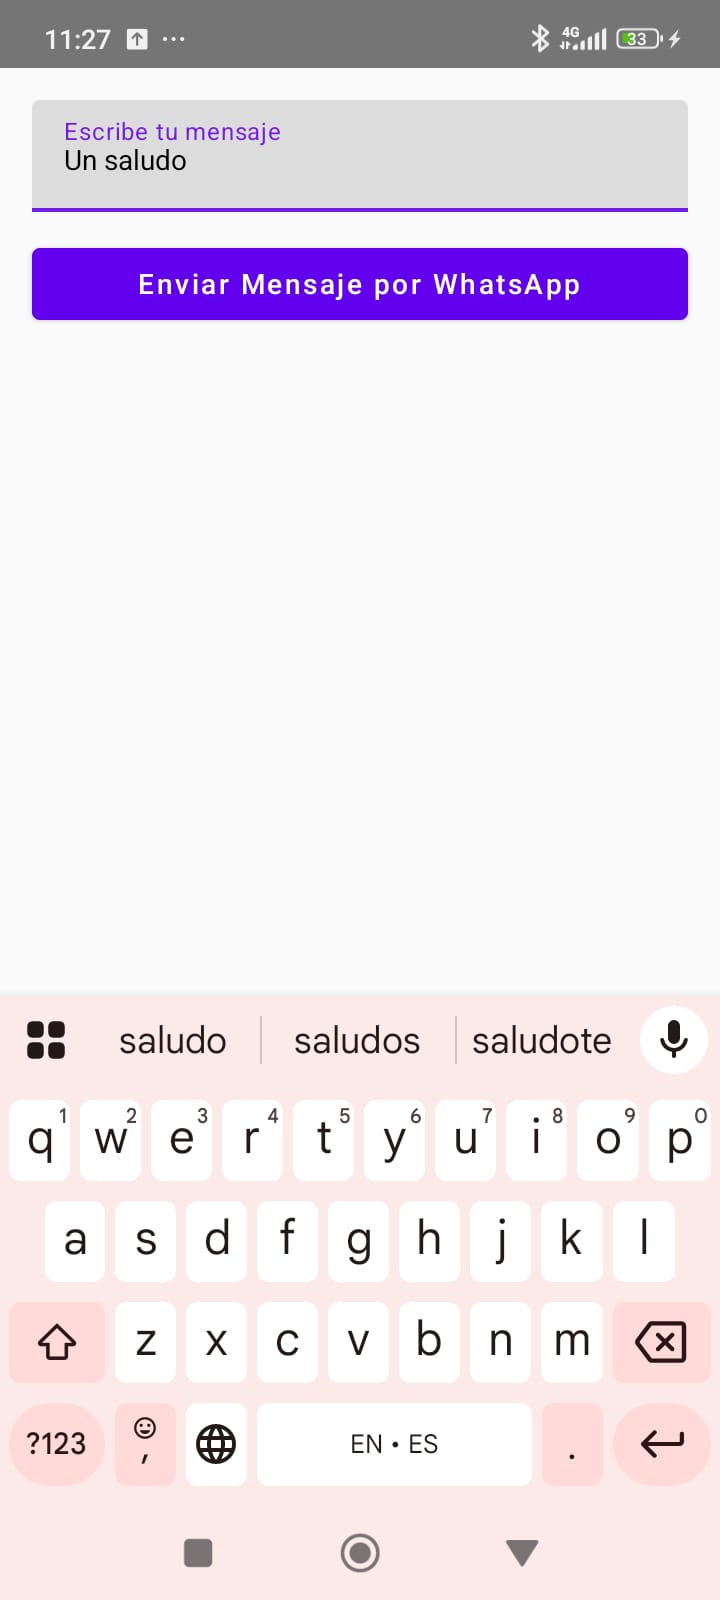 11:27 ... 4G 33
Escribe tu mensaje
Un saludo
Enviar Mensaje por WhatsApp
saludo saludos saludote
q1 w2 e3 r4 t5 y6 u7 i8 o9 p0
a s d f g h j k l
z x c v b n m
?123 , EN • ES .